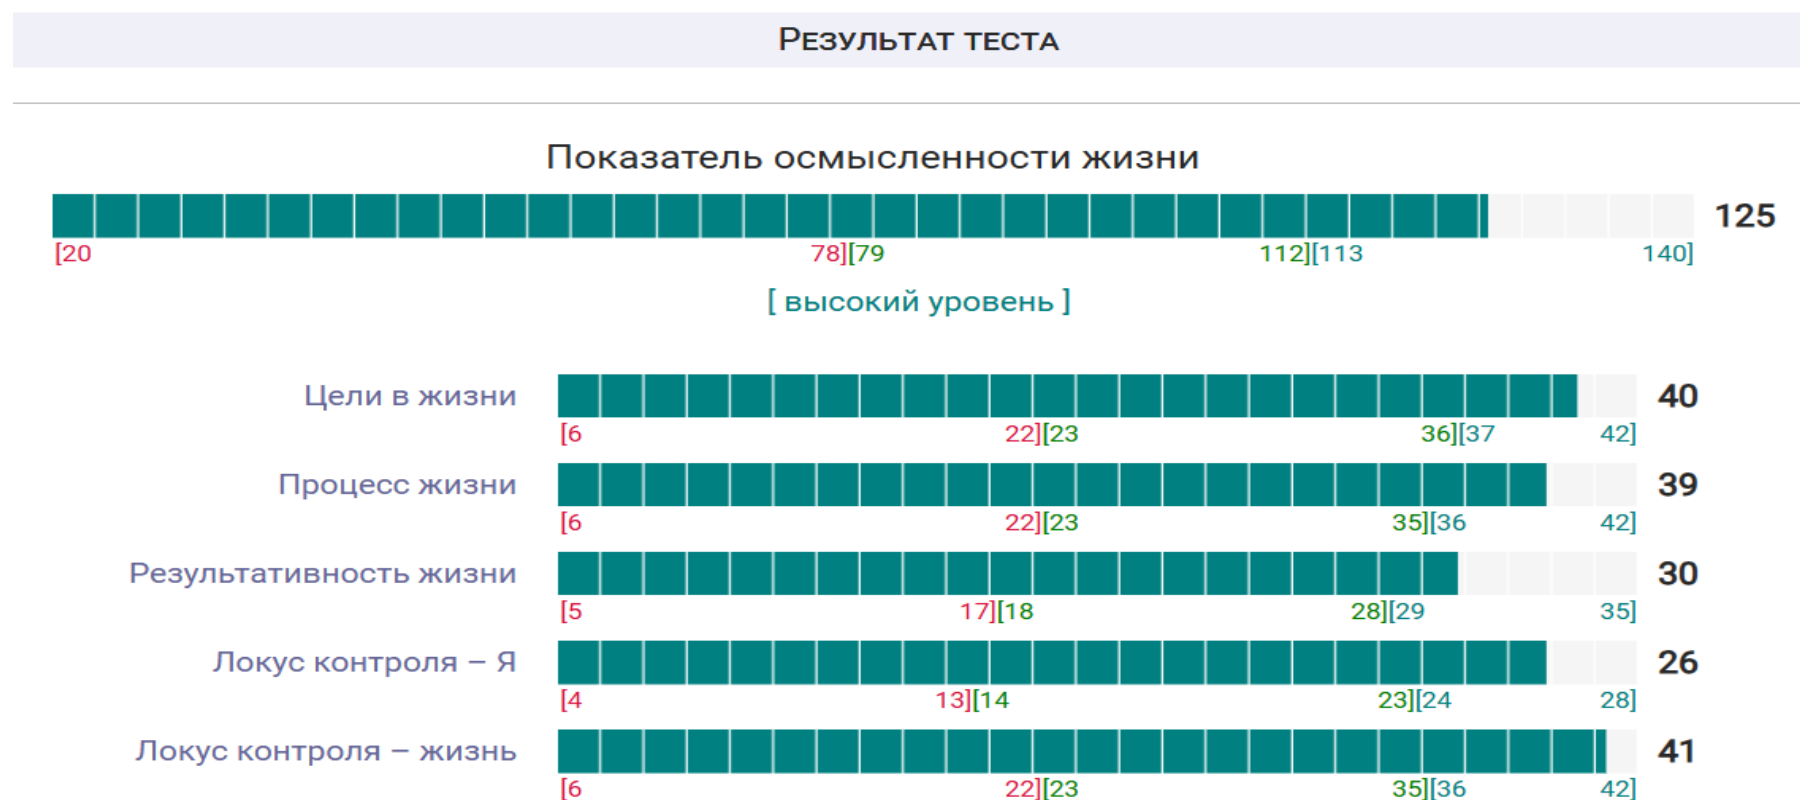 Результат теста
Показатель осмысленности жизни
125
[20 78][79 112][113 140]
[ высокий уровень ]
Цели в жизни 40
[6 22][23 36][37 42]
Процесс жизни 39
[6 22][23 35][36 42]
Результативность жизни 30
[5 17][18 28][29 35]
Локус контроля – Я 26
[4 13][14 23][24 28]
Локус контроля – жизнь 41
[6 22][23 35][36 42]